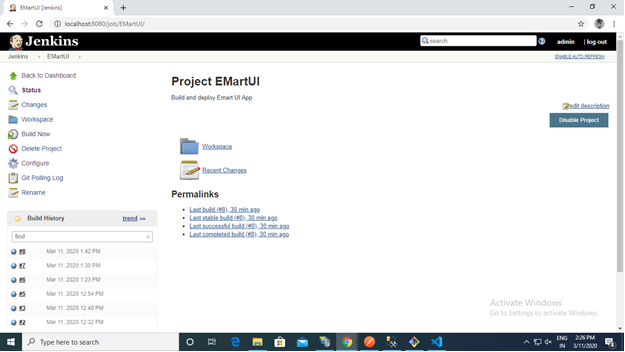 EMartUI [Jenkins]
localhost:8080/job/EMartUI/
Jenkins
search
admin
| log out
Jenkins
EMartUI
ENABLE AUTO REFRESH
Back to Dashboard
Status
Changes
Workspace
Build Now
Delete Project
Configure
Git Polling Log
Rename
Build History
trend
find
x
#8 Mar 11, 2020 1:42 PM
#7 Mar 11, 2020 1:30 PM
#6 Mar 11, 2020 1:23 PM
#5 Mar 11, 2020 12:54 PM
#3 Mar 11, 2020 12:40 PM
#2 Mar 11, 2020 12:32 PM
Project EMartUI
Build and deploy Emart UI App
edit description
Disable Project
Workspace
Recent Changes
Permalinks
Last build (#8), 30 min ago
Last stable build (#8), 30 min ago
Last successful build (#8), 30 min ago
Last completed build (#8), 30 min ago
Activate Windows
Go to Settings to activate Windows.
Type here to search
ENG
IN
2:26 PM
3/11/2020